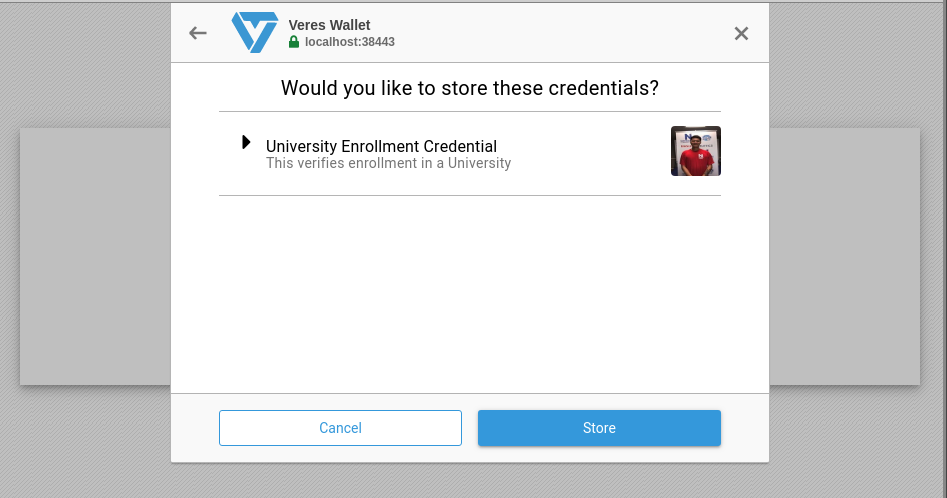 Veres Wallet
localhost:38443
Would you like to store these credentials?
University Enrollment Credential
This verifies enrollment in a University
Cancel
Store